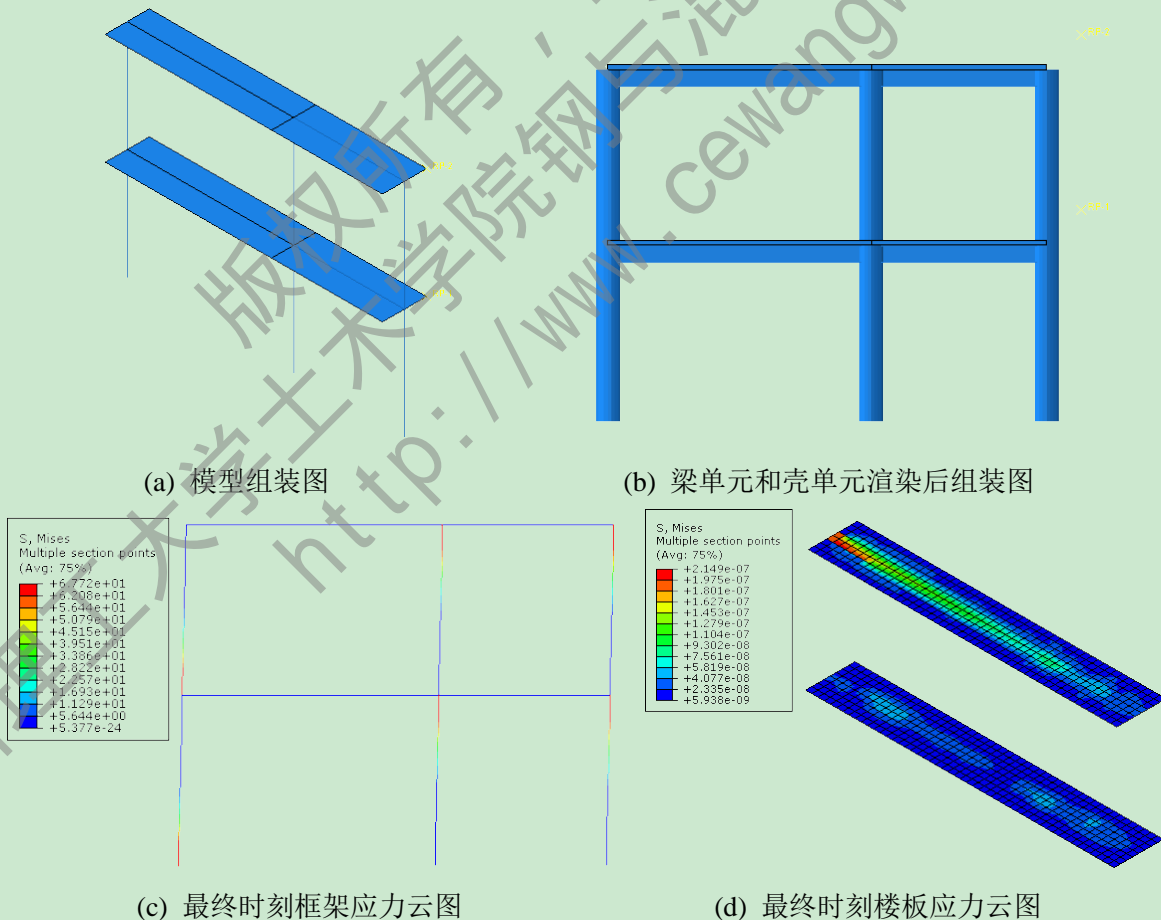 (a) 模型组装图
(b) 梁单元和壳单元渲染后组装图
S, Mises
Multiple section points
(Avg: 75%)
+6.772e+01
+6.208e+01
+5.644e+01
+5.079e+01
+4.515e+01
+3.951e+01
+3.386e+01
+2.822e+01
+2.257e+01
+1.693e+01
+1.129e+01
+5.644e+00
+5.377e-24
S, Mises
Multiple section points
(Avg: 75%)
+2.149e-07
+1.975e-07
+1.801e-07
+1.627e-07
+1.453e-07
+1.279e-07
+1.104e-07
+9.302e-08
+7.561e-08
+5.819e-08
+4.077e-08
+2.335e-08
+5.938e-09
(c) 最终时刻框架应力云图
(d) 最终时刻楼板应力云图
理工大学土木学院钢与混
版权所有，
http://www.cewang